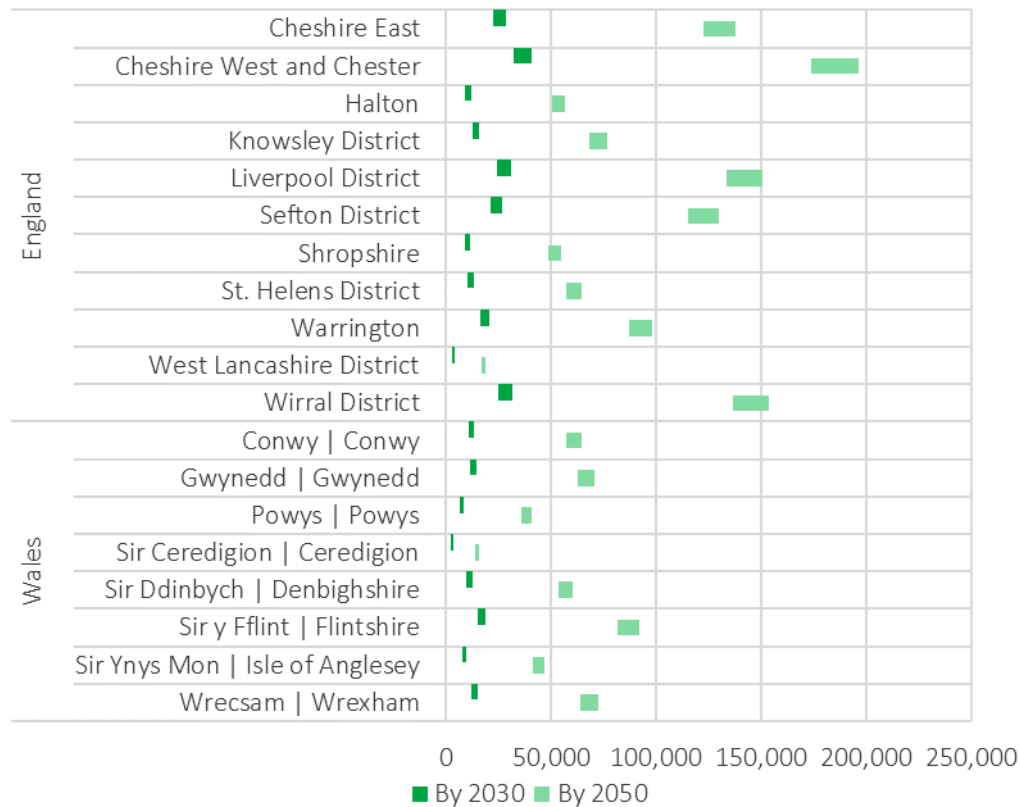 England
Cheshire East
Cheshire West and Chester
Halton
Knowsley District
Liverpool District
Sefton District
Shropshire
St. Helens District
Warrington
West Lancashire District
Wirral District
Wales
Conwy | Conwy
Gwynedd | Gwynedd
Powys | Powys
Sir Ceredigion | Ceredigion
Sir Ddinbych | Denbighshire
Sir y Fflint | Flintshire
Sir Ynys Mon | Isle of Anglesey
Wrecsam | Wrexham
0 50,000 100,000 150,000 200,000 250,000
By 2030 By 2050